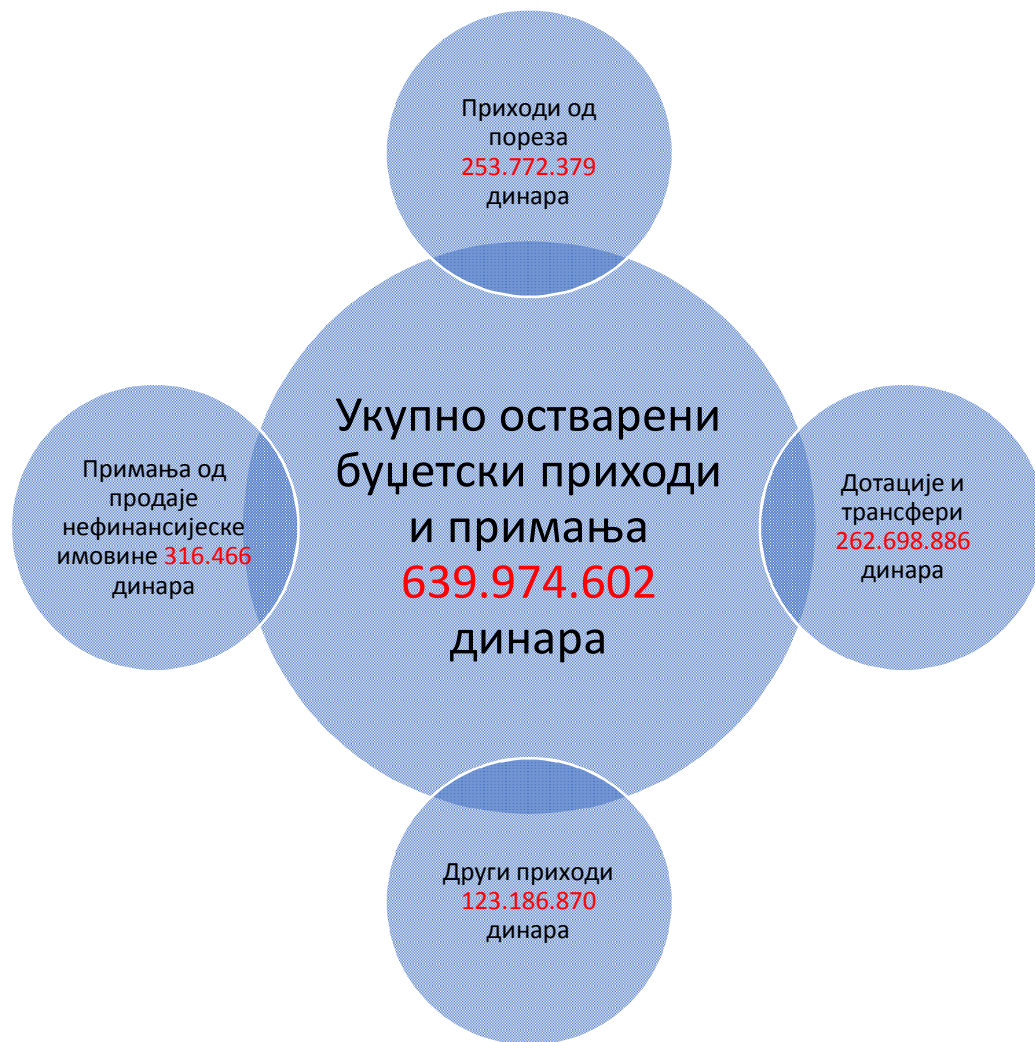 Приходи од
пореза
253.772.379
динара
Укупно остварени
буџетски приходи
и примања
639.974.602
динара
Примања од
продаје
нефинансијеске
имовине 316.466
динара
Дотације и
трансфери
262.698.886
динара
Други приходи
123.186.870
динара